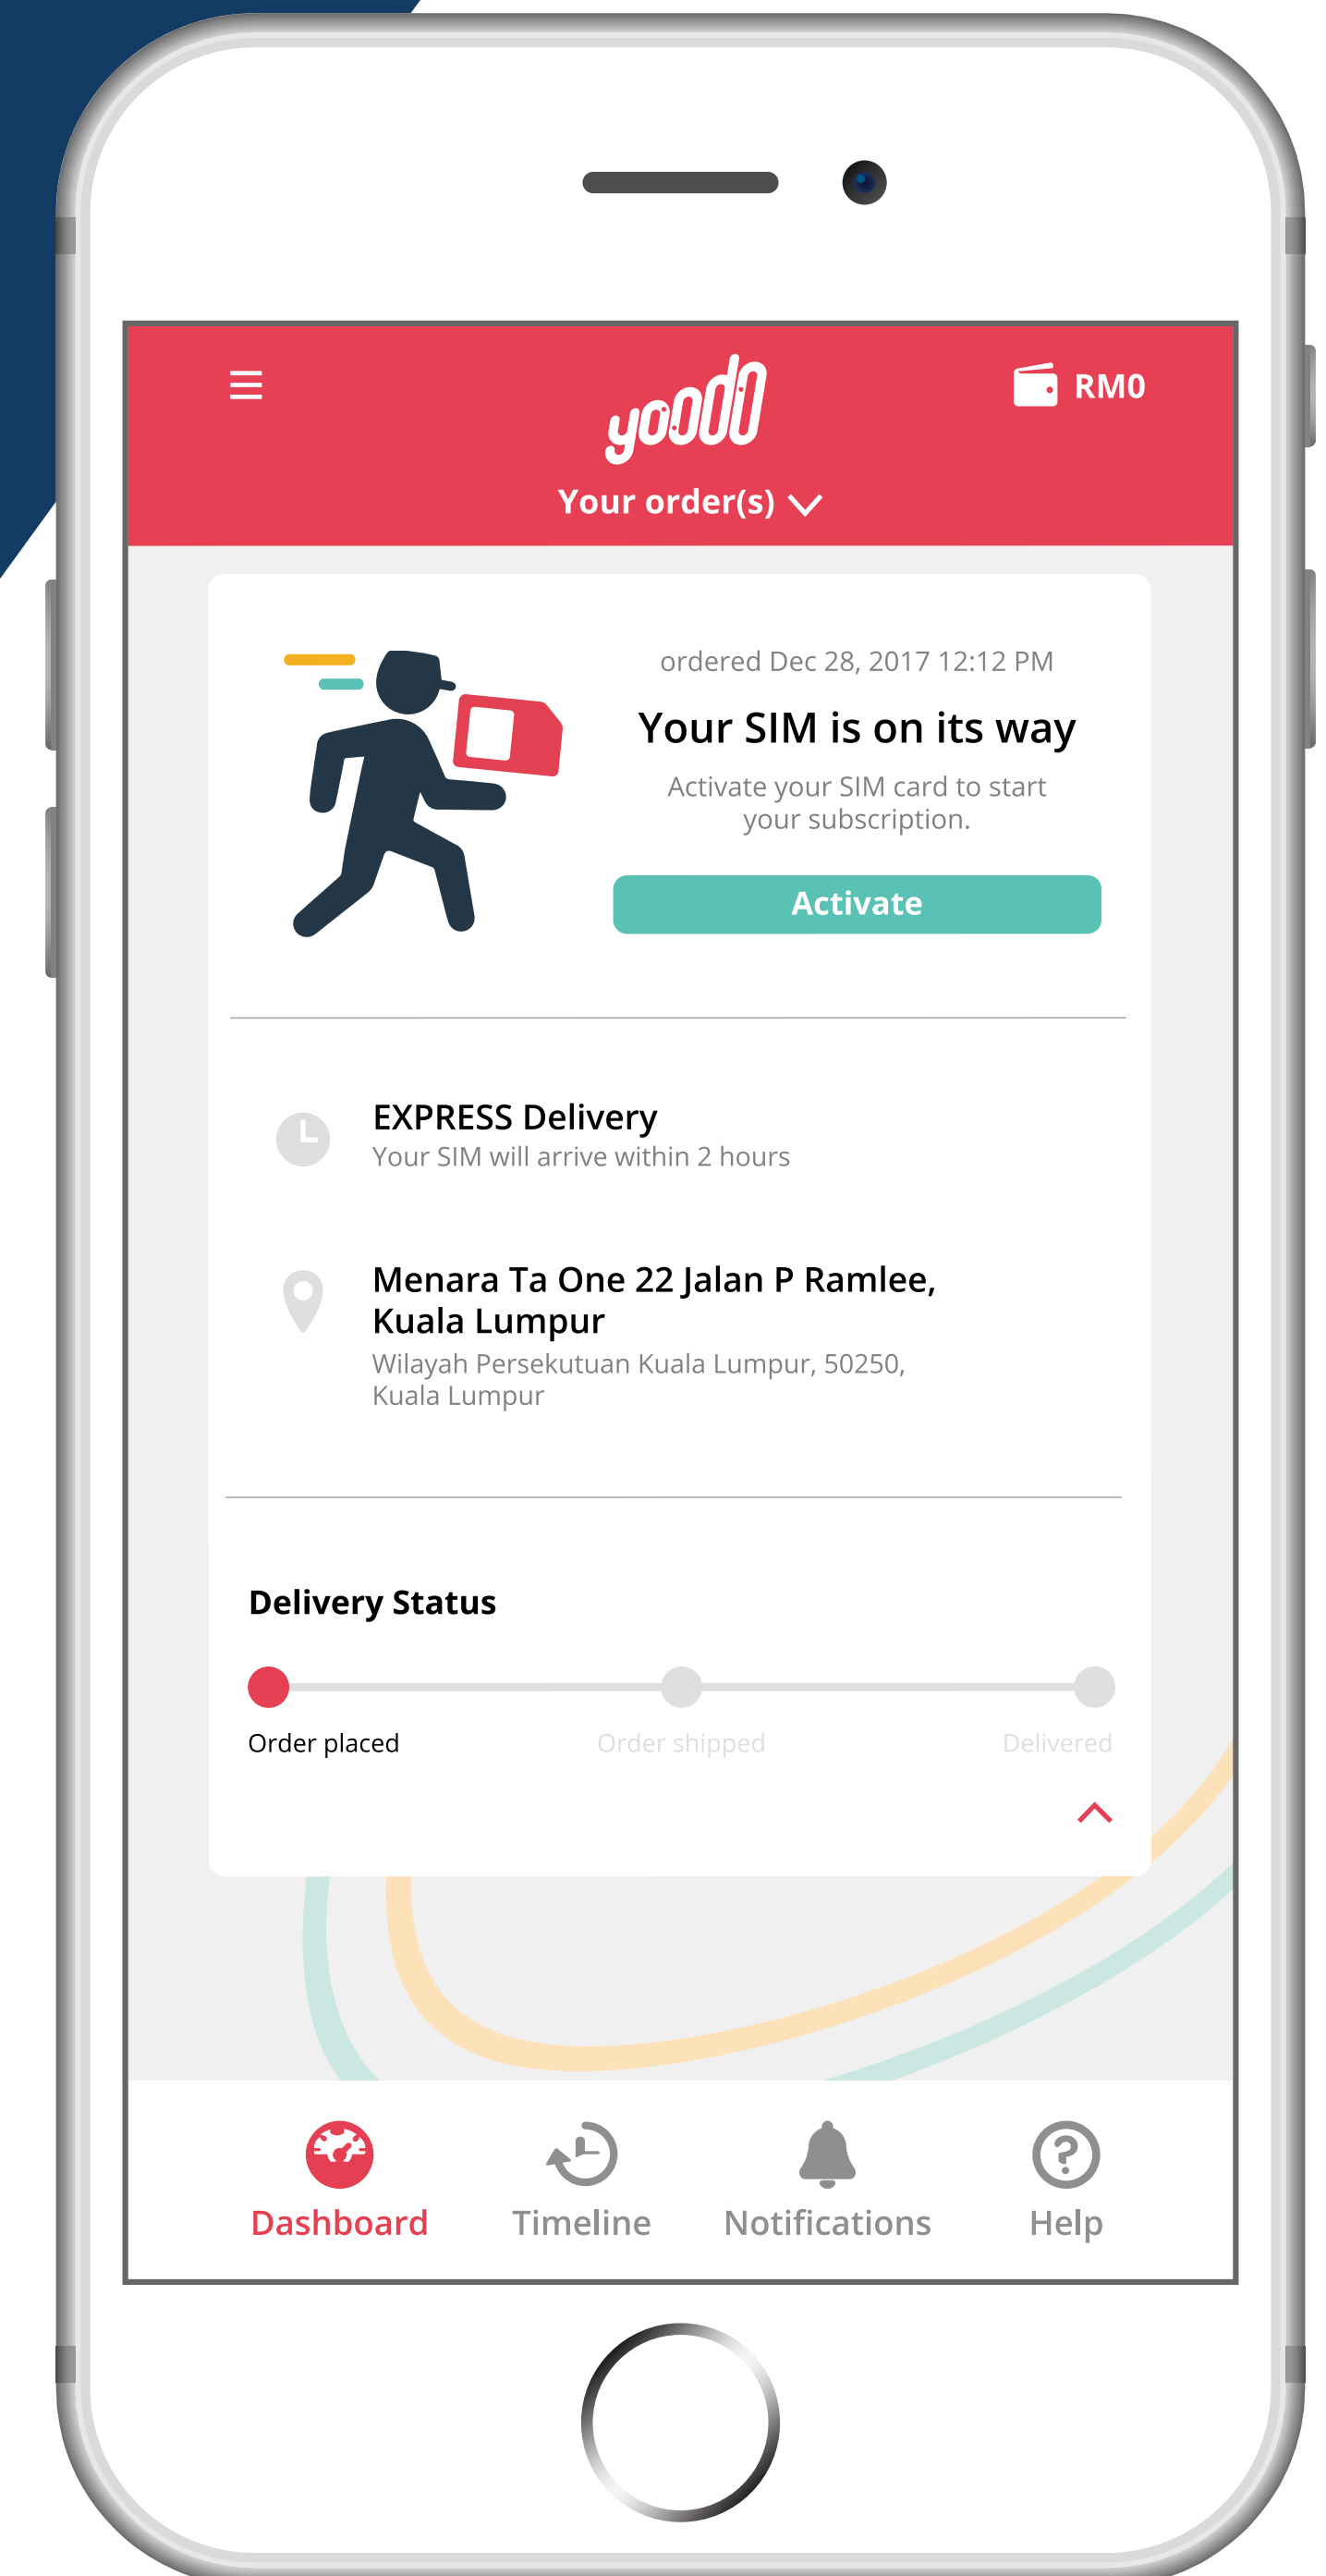 yoodo
RM0
Your order(s)
ordered Dec 28, 2017 12:12 PM
Your SIM is on its way
Activate your SIM card to start
your subscription.
Activate
EXPRESS Delivery
Your SIM will arrive within 2 hours
Menara Ta One 22 Jalan P Ramlee,
Kuala Lumpur
Wilayah Persekutuan Kuala Lumpur, 50250,
Kuala Lumpur
Delivery Status
Order placed
Order shipped
Delivered
Dashboard
Timeline
Notifications
Help